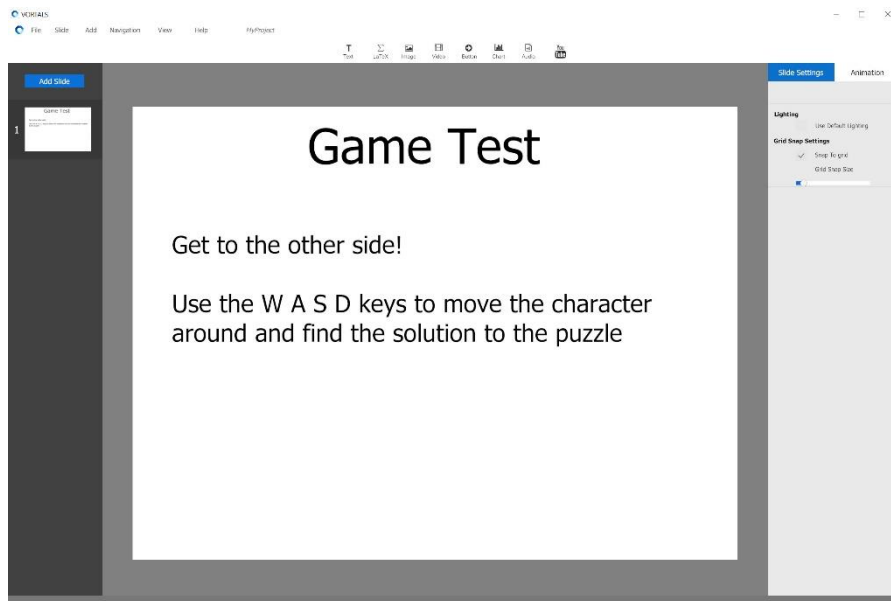 VORTALS
File Slide Add Navigation View Help MyProject
Text LaTeX Image Video Button Chart Audio You Tube
Add Slide
Slide Settings Animation
1
Game Test
Lighting
Use Default Lighting
Grid Snap Settings
Snap To grid
Grid Snap Size
Game Test
Get to the other side!
Use the W A S D keys to move the character
around and find the solution to the puzzle